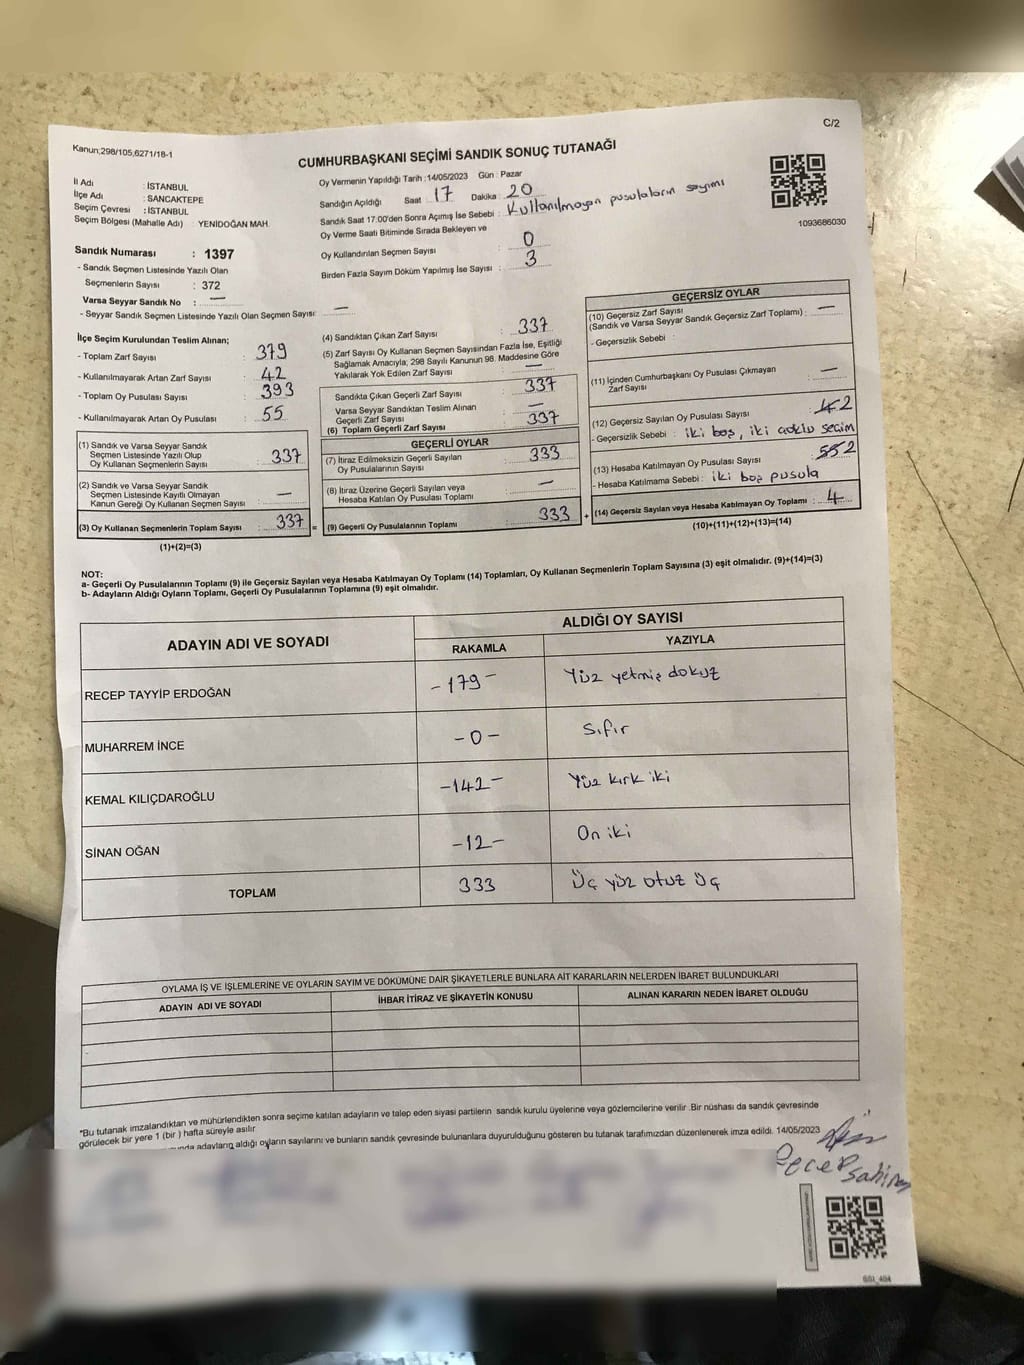 C/2
Kanun;298/105,6271/18-1
CUMHURBAŞKANI SEÇİMİ SANDIK SONUÇ TUTANAĞI
İl Adı : İSTANBUL
İlçe Adı : SANCAKTEPE
Seçim Çevresi : İSTANBUL
Seçim Bölgesi (Mahalle Adı) : YENİDOĞAN MAH.
Oy Vermenin Yapıldığı Tarih :14/05/2023 Gün : Pazar
Sandığın Açıldığı Saat 17 Dakika : 20
Sandık Saat 17:00'den Sonra Açımış İse Sebebi : Kullanılmayan pusulaların sayımı
Oy Verme Saati Bitiminde Sırada Bekleyen ve
Oy Kullandırılan Seçmen Sayısı : 0
Birden Fazla Sayım Döküm Yapılmış İse Sayısı : 3
1093686030
Sandık Numarası : 1397
- Sandık Seçmen Listesinde Yazılı Olan
Seçmenlerin Sayısı : 372
Varsa Seyyar Sandık No : —
- Seyyar Sandık Seçmen Listesinde Yazılı Olan Seçmen Sayısı: —
İlçe Seçim Kurulundan Teslim Alınan;
- Toplam Zarf Sayısı : 379
- Kullanılmayarak Artan Zarf Sayısı : 42
- Toplam Oy Pusulası Sayısı : 393
- Kullanılmayarak Artan Oy Pusulası : 55
(1) Sandık ve Varsa Seyyar Sandık
Seçmen Listesinde Yazılı Olup
Oy Kullanan Seçmenlerin Sayısı : 337
(2) Sandık ve Varsa Seyyar Sandık
Seçmen Listesinde Kayıtlı Olmayan
Kanun Gereği Oy Kullanan Seçmen Sayısı : —
(3) Oy Kullanan Seçmenlerin Toplam Sayısı : 337 =
(1)+(2)=(3)
(4) Sandıktan Çıkan Zarf Sayısı : 337
(5) Zarf Sayısı Oy Kullanan Seçmen Sayısından Fazla İse, Eşitliği
Sağlamak Amacıyla; 298 Sayılı Kanunun 98. Maddesine Göre
Yakılarak Yok Edilen Zarf Sayısı : —
Sandıkta Çıkan Geçerli Zarf Sayısı : 337
Varsa Seyyar Sandıktan Teslim Alınan
Geçerli Zarf Sayısı : —
(6) Toplam Geçerli Zarf Sayısı : 337
GEÇERLİ OYLAR
(7) İtiraz Edilmeksizin Geçerli Sayılan
Oy Pusulalarının Sayısı : 333
(8) İtiraz Üzerine Geçerli Sayılan veya
Hesaba Katılan Oy Pusulası Toplamı : —
(9) Geçerli Oy Pusulalarının Toplamı : 333 +
GEÇERSİZ OYLAR
(10) Geçersiz Zarf Sayısı
(Sandık ve Varsa Seyyar Sandık Geçersiz Zarf Toplamı) : —
- Geçersizlik Sebebi :
(11) İçinden Cumhurbaşkanı Oy Pusulası Çıkmayan
Zarf Sayısı : —
(12) Geçersiz Sayılan Oy Pusulası Sayısı : 2
- Geçersizlik Sebebi : iki boş, iki çoklu seçim
(13) Hesaba Katılmayan Oy Pusulası Sayısı : 2
- Hesaba Katılmama Sebebi : iki boş pusula
(14) Geçersiz Sayılan veya Hesaba Katılmayan Oy Toplamı : 4
(10)+(11)+(12)+(13)=(14)
NOT:
a- Geçerli Oy Pusulalarının Toplamı (9) ile Geçersiz Sayılan veya Hesaba Katılmayan Oy Toplamı (14) Toplamları, Oy Kullanan Seçmenlerin Toplam Sayısına (3) eşit olmalıdır. (9)+(14)=(3)
b- Adayların Aldığı Oyların Toplamı, Geçerli Oy Pusulalarının Toplamına (9) eşit olmalıdır.
ADAYIN ADI VE SOYADI ALDIĞI OY SAYISI
RAKAMLA YAZIYLA
RECEP TAYYİP ERDOĞAN -179- Yüz yetmiş dokuz
MUHARREM İNCE -0- Sıfır
KEMAL KILIÇDAROĞLU -142- Yüz kırk iki
SİNAN OĞAN -12- On iki
TOPLAM 333 Üç yüz otuz üç
OYLAMA İŞ VE İŞLEMLERİNE VE OYLARIN SAYIM VE DÖKÜMÜNE DAİR ŞİKAYETLERLE BUNLARA AİT KARARLARIN NELERDEN İBARET BULUNDUKLARI
ADAYIN ADI VE SOYADI İHBAR İTİRAZ VE ŞİKAYETİN KONUSU ALINAN KARARIN NEDEN İBARET OLDUĞU
*Bu tutanak imzalandıktan ve mühürlendikten sonra seçime katılan adayların ve talep eden siyasi partilerin sandık kurulu üyelerine veya gözlemcilerine verilir .Bir nüshası da sandık çevresinde
görülecek bir yere 1 (bir ) hafta süreyle asılır
adayların aldığı oyların sayılarını ve bunların sandık çevresinde bulunanlara duyurulduğunu gösteren bu tutanak tarafımızdan düzenlenerek imza edildi. 14/05/2023
Recep